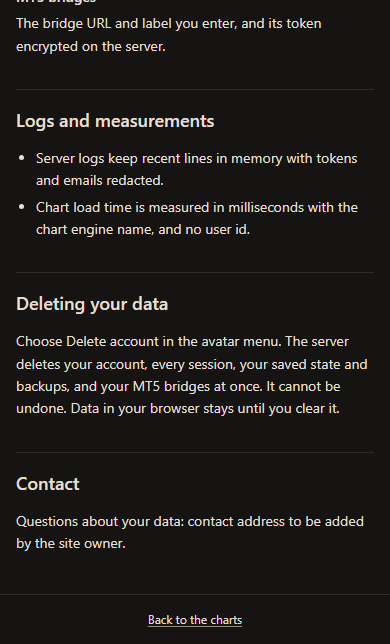 MT5 bridges
The bridge URL and label you enter, and its token
encrypted on the server.
Logs and measurements
Server logs keep recent lines in memory with tokens
and emails redacted.
Chart load time is measured in milliseconds with the
chart engine name, and no user id.
Deleting your data
Choose Delete account in the avatar menu. The server
deletes your account, every session, your saved state and
backups, and your MT5 bridges at once. It cannot be
undone. Data in your browser stays until you clear it.
Contact
Questions about your data: contact address to be added
by the site owner.
Back to the charts